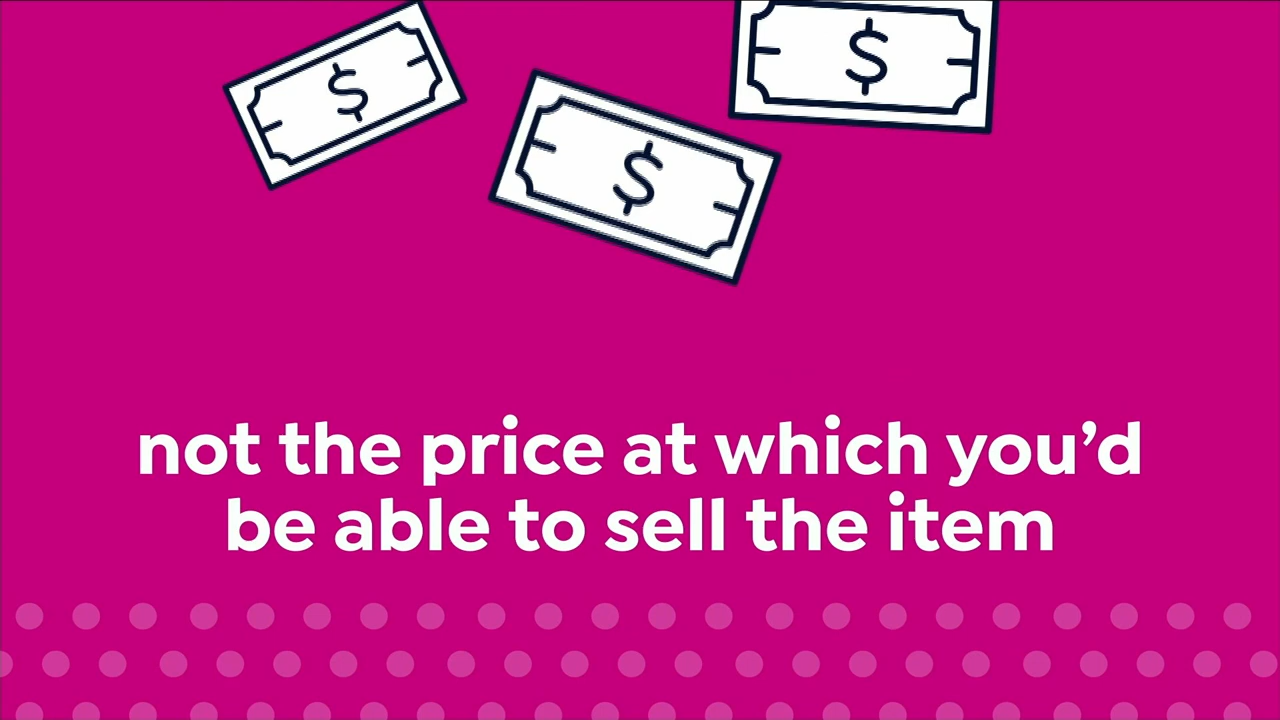 $
$
$
not the price at which you’d
be able to sell the item